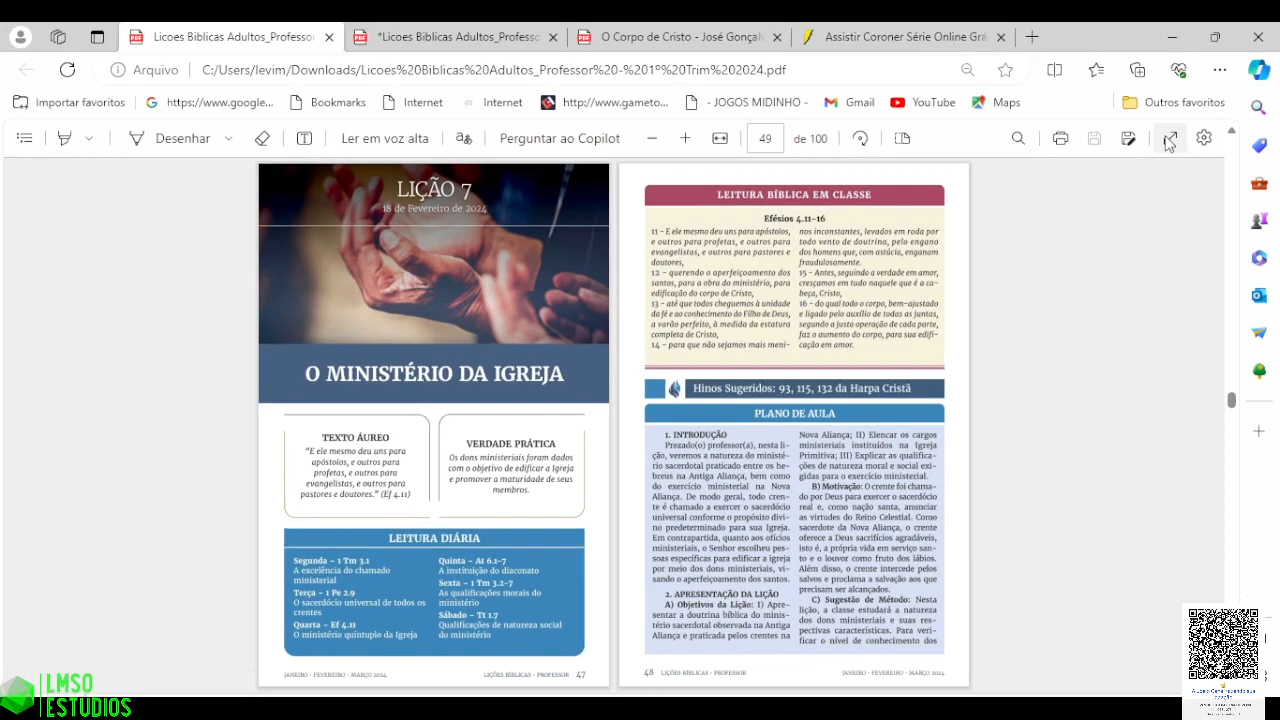 Licoes Biblicas Adultos_Professor
*Licoes Biblicas Adultos_Profess
O Corpo de Cristo - José Gonçal
Assistir O Corpo - Série Online Grá
Arquivo
C:/Users/levim/Downloads/Licoes%20Biblicas%20Adultos_Professor%20-%201º%20Trim%202024.pdf
Importar favoritos
https://www.google...
Bookmarks
Internet
Internet
http://www.gameto...
- JOGOS MIDINHO -
Gmail
YouTube
Maps
Outros favoritos
Desenhar
Ler em voz alta
Perguntar ao Copilot
49
de 100
LIÇÃO 7
18 de Fevereiro de 2024
O MINISTÉRIO DA IGREJA
TEXTO ÁUREO
“E ele mesmo deu uns para
apóstolos, e outros para
profetas, e outros para
evangelistas, e outros para
pastores e doutores.” (Ef 4.11)
VERDADE PRÁTICA
Os dons ministeriais foram dados
com o objetivo de edificar a Igreja
e promover a maturidade de seus
membros.
LEITURA DIÁRIA
Segunda – 1 Tm 3.1
A excelência do chamado
ministerial
Terça – 1 Pe 2.9
O sacerdócio universal de todos os
crentes
Quarta – Ef 4.11
O ministério quíntuplo da Igreja
Quinta – At 6.1-7
A instituição do diaconato
Sexta – 1 Tm 3.2-7
As qualificações morais do
ministério
Sábado – Tt 1.7
Qualificações de natureza social
do ministério
JANEIRO · FEVEREIRO · MARÇO 2024
LIÇÕES BÍBLICAS · PROFESSOR 47
LEITURA BÍBLICA EM CLASSE
Efésios 4.11-16
11 - E ele mesmo deu uns para apóstolos,
e outros para profetas, e outros para
evangelistas, e outros para pastores e
doutores,
12 - querendo o aperfeiçoamento dos
santos, para a obra do ministério, para
edificação do corpo de Cristo,
13 - até que todos cheguemos à unidade
da fé e ao conhecimento do Filho de Deus,
a varão perfeito, à medida da estatura
completa de Cristo,
14 - para que não sejamos mais meni-
nos inconstantes, levados em roda por
todo vento de doutrina, pelo engano
dos homens que, com astúcia, enganam
fraudulosamente.
15 - Antes, seguindo a verdade em amor,
cresçamos em tudo naquele que é a ca-
beça, Cristo,
16 - do qual todo o corpo, bem-ajustado
e ligado pelo auxílio de todas as juntas,
segundo a justa operação de cada parte,
faz o aumento do corpo, para sua edifi-
cação em amor.
Hinos Sugeridos: 93, 115, 132 da Harpa Cristã
PLANO DE AULA
1. INTRODUÇÃO
Prezado(o) professor(a), nesta li-
ção, veremos a natureza do ministé-
rio sacerdotal praticado entre os he-
breus na Antiga Aliança, bem como
do exercício ministerial na Nova
Aliança. De modo geral, todo cren-
te é chamado a exercer o sacerdócio
universal conforme o propósito divi-
no predeterminado para sua Igreja.
Em contrapartida, quanto aos ofícios
ministeriais, o Senhor escolheu pes-
soas específicas para edificar a igreja
por meio dos dons ministeriais, vi-
sando o aperfeiçoamento dos santos.
2. APRESENTAÇÃO DA LIÇÃO
A) Objetivos da Lição: I) Apre-
sentar a doutrina bíblica do minis-
tério sacerdotal observada na Antiga
Aliança e praticada pelos crentes na
Nova Aliança; II) Elencar os cargos
ministeriais instituídos na Igreja
Primitiva; III) Explicar as qualifica-
ções de natureza moral e social exi-
gidas para o exercício ministerial.
B) Motivação: O crente foi chama-
do por Deus para exercer o sacerdócio
real e, como nação santa, anunciar
as virtudes do Reino Celestial. Como
sacerdote da Nova Aliança, o crente
oferece a Deus sacrifícios agradáveis,
isto é, a própria vida em serviço san-
to e o louvor como fruto dos lábios.
Além disso, o crente intercede pelos
salvos e proclama a salvação aos que
precisam ser alcançados.
C) Sugestão de Método: Nesta
lição, a classe estudará a natureza
dos dons ministeriais e suas res-
pectivas características. Para veri-
ficar o nível de conhecimento dos
48 LIÇÕES BÍBLICAS · PROFESSOR
JANEIRO · FEVEREIRO · MARÇO 2024
LMSO
ESTUDIOS